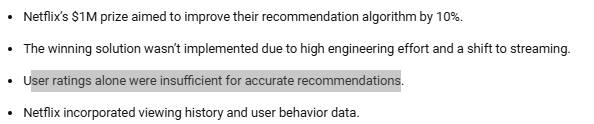 Netflix's $1M prize aimed to improve their recommendation algorithm by 10%.
The winning solution wasn't implemented due to high engineering effort and a shift to streaming.
User ratings alone were insufficient for accurate recommendations.
Netflix incorporated viewing history and user behavior data.